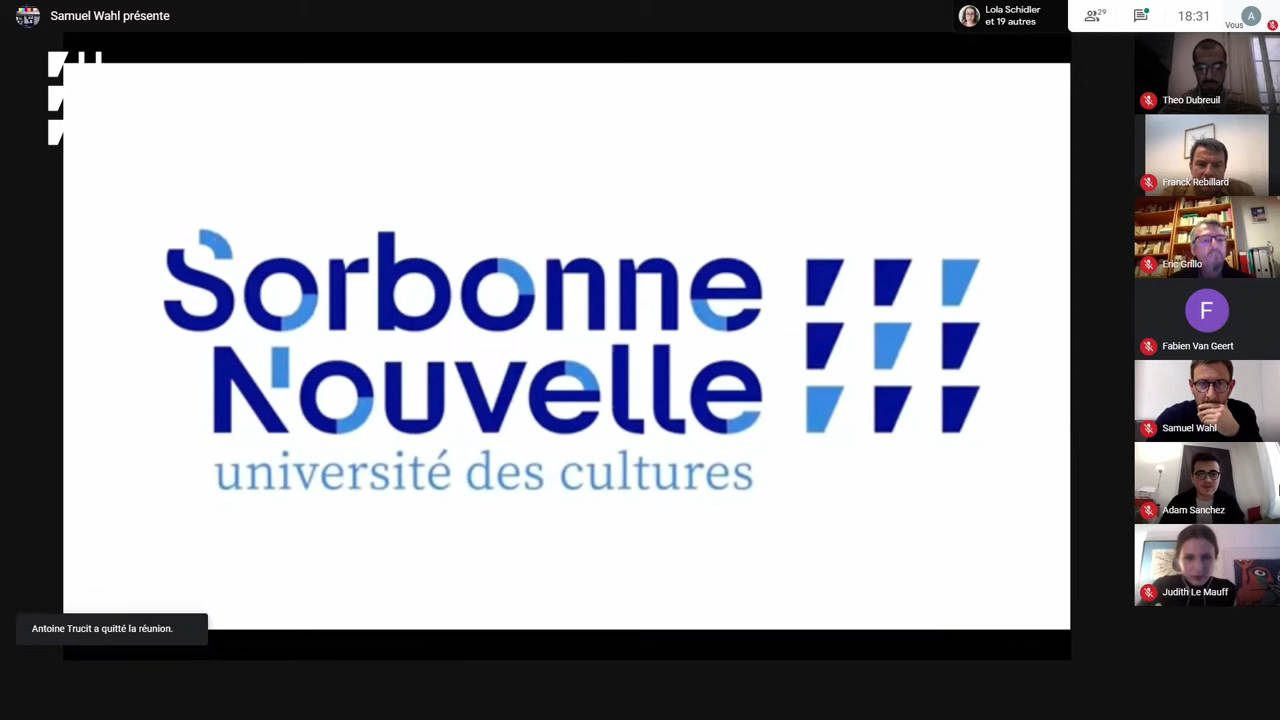 Samuel Wahl présente
Lola Schidler
et 19 autres
29
18:31
Vous
A
Theo Dubreuil
Franck Rebillard
Eric Grillo
F
Fabien Van Geert
Samuel Wahl
Adam Sanchez
Judith Le Mauff
Sorbonne
Nouvelle
université des cultures
Antoine Trucit a quitté la réunion.